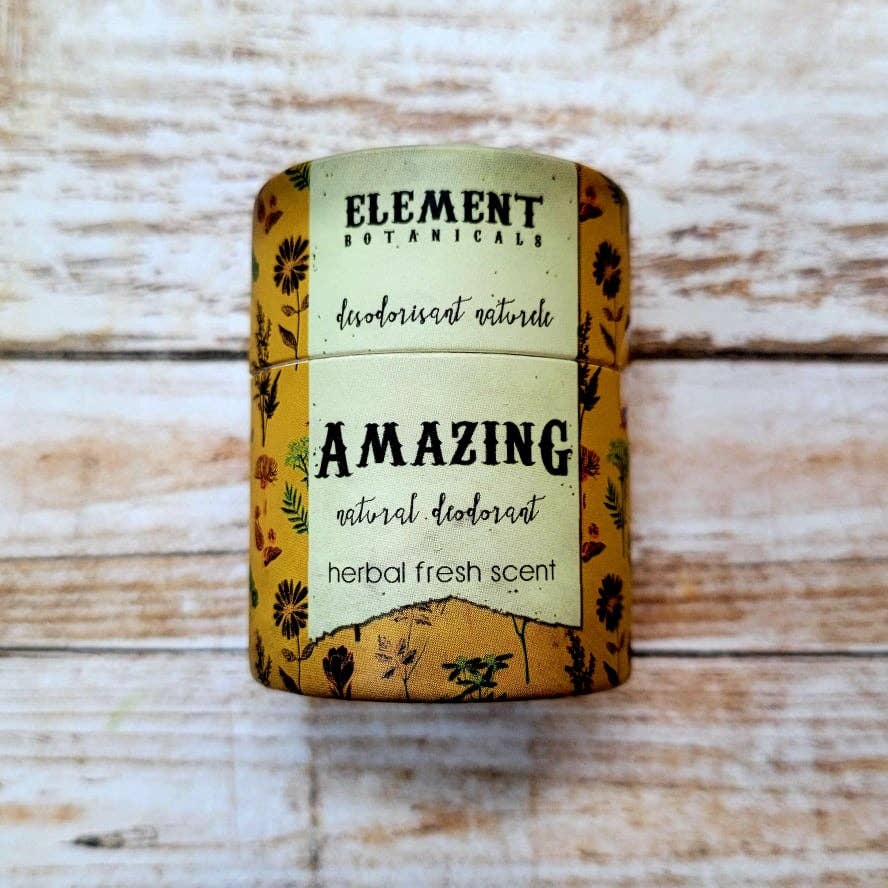 ELEMENT
BOTANICALS
desodorisant naturele
AMAZING
natural deodorant
herbal fresh scent